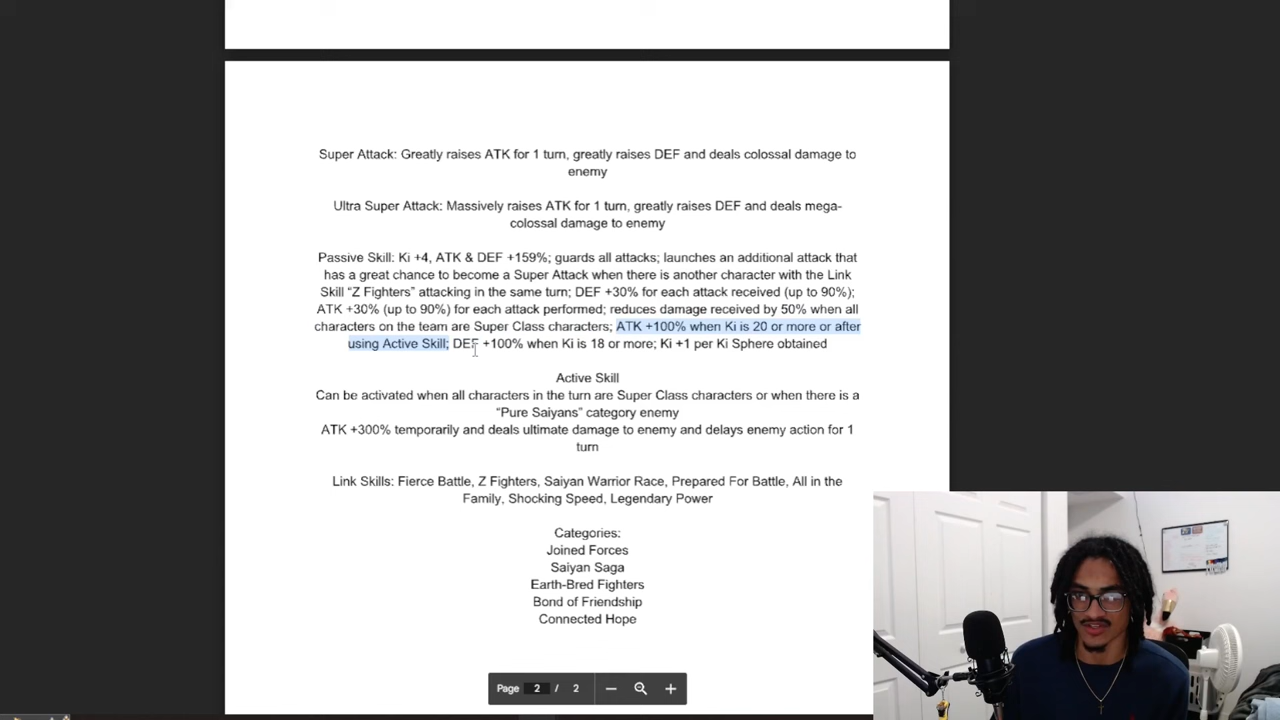 Super Attack: Greatly raises ATK for 1 turn, greatly raises DEF and deals colossal damage to
enemy
Ultra Super Attack: Massively raises ATK for 1 turn, greatly raises DEF and deals mega-
colossal damage to enemy
Passive Skill: Ki +4, ATK & DEF +159%; guards all attacks; launches an additional attack that
has a great chance to become a Super Attack when there is another character with the Link
Skill “Z Fighters” attacking in the same turn; DEF +30% for each attack received (up to 90%);
ATK +30% (up to 90%) for each attack performed; reduces damage received by 50% when all
characters on the team are Super Class characters; ATK +100% when Ki is 20 or more or after
using Active Skill; DEF +100% when Ki is 18 or more; Ki +1 per Ki Sphere obtained
Active Skill
Can be activated when all characters in the turn are Super Class characters or when there is a
“Pure Saiyans” category enemy
ATK +300% temporarily and deals ultimate damage to enemy and delays enemy action for 1
turn
Link Skills: Fierce Battle, Z Fighters, Saiyan Warrior Race, Prepared For Battle, All in the
Family, Shocking Speed, Legendary Power
Categories:
Joined Forces
Saiyan Saga
Earth-Bred Fighters
Bond of Friendship
Connected Hope
Page 2 / 2